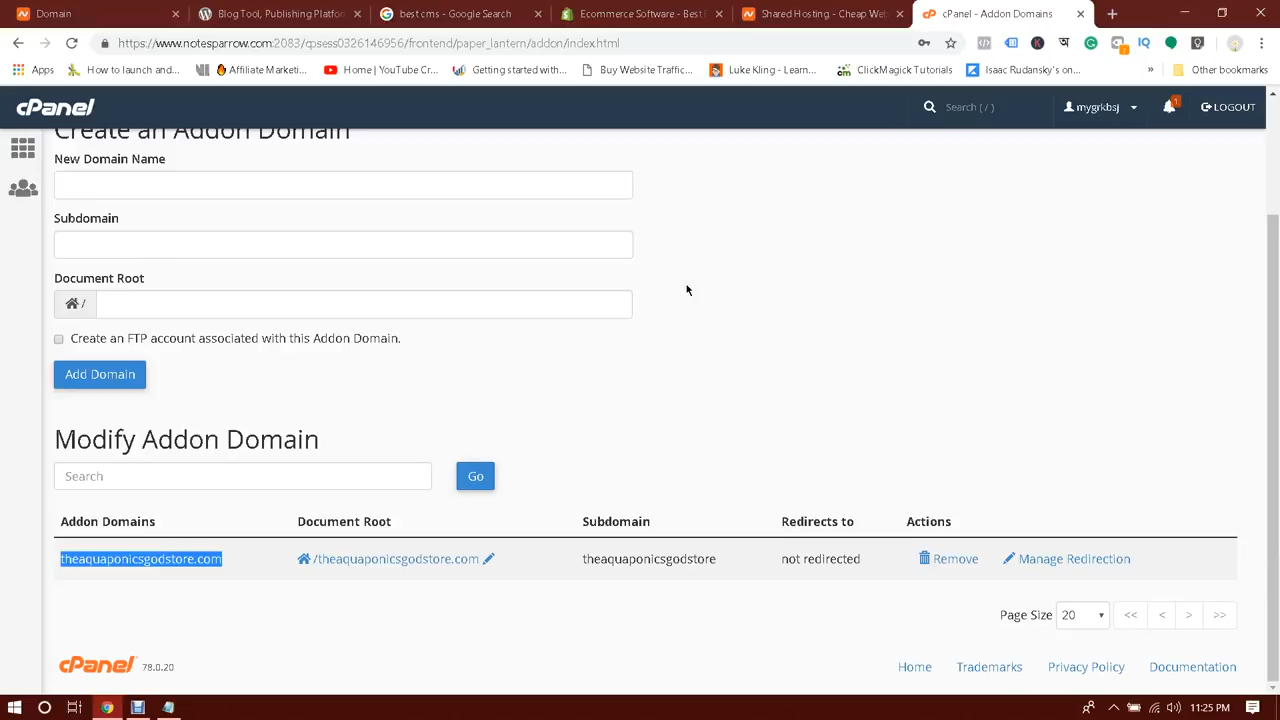 Domain
Blog Tool, Publishing Platfor
best cms - Google Search
Ecommerce Software - Best E
Shared Hosting - Cheap Web
cPanel - Addon Domains
https://www.notesparrow.com:2083/cpsess0326146956/frontend/paper_lantern/addon/index.html
Apps
How to launch and...
Affiliate Marketi...
Home | YouTube Cr...
Getting started with...
Buy Website Traffic...
Luke Kling - Learn...
ClickMagick Tutorials
Isaac Rudansky's on...
»
Other bookmarks
cPanel
Search ( / )
mygrkbsj
1
LOGOUT
Create an Addon Domain
New Domain Name
Subdomain
Document Root
/
Create an FTP account associated with this Addon Domain.
Add Domain
Modify Addon Domain
Search
Go
Addon Domains Document Root Subdomain Redirects to Actions
theaquaponicsgodstore.com /theaquaponicsgodstore.com theaquaponicsgodstore not redirected Remove Manage Redirection
Page Size 20 << < > >>
cPanel 78.0.20
Home Trademarks Privacy Policy Documentation
11:25 PM